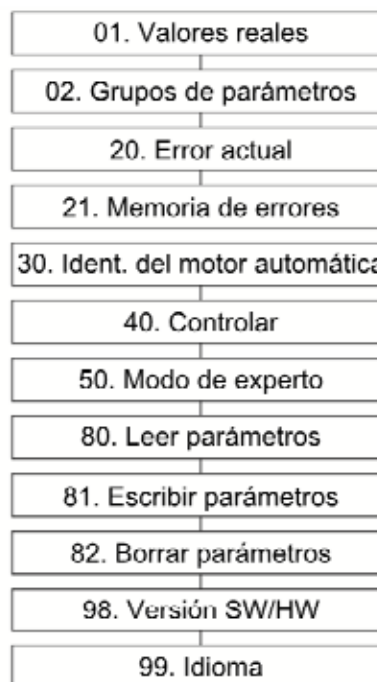 01. Valores reales
02. Grupos de parámetros
20. Error actual
21. Memoria de errores
30. Ident. del motor automática
40. Controlar
50. Modo de experto
80. Leer parámetros
81. Escribir parámetros
82. Borrar parámetros
98. Versión SW/HW
99. Idioma